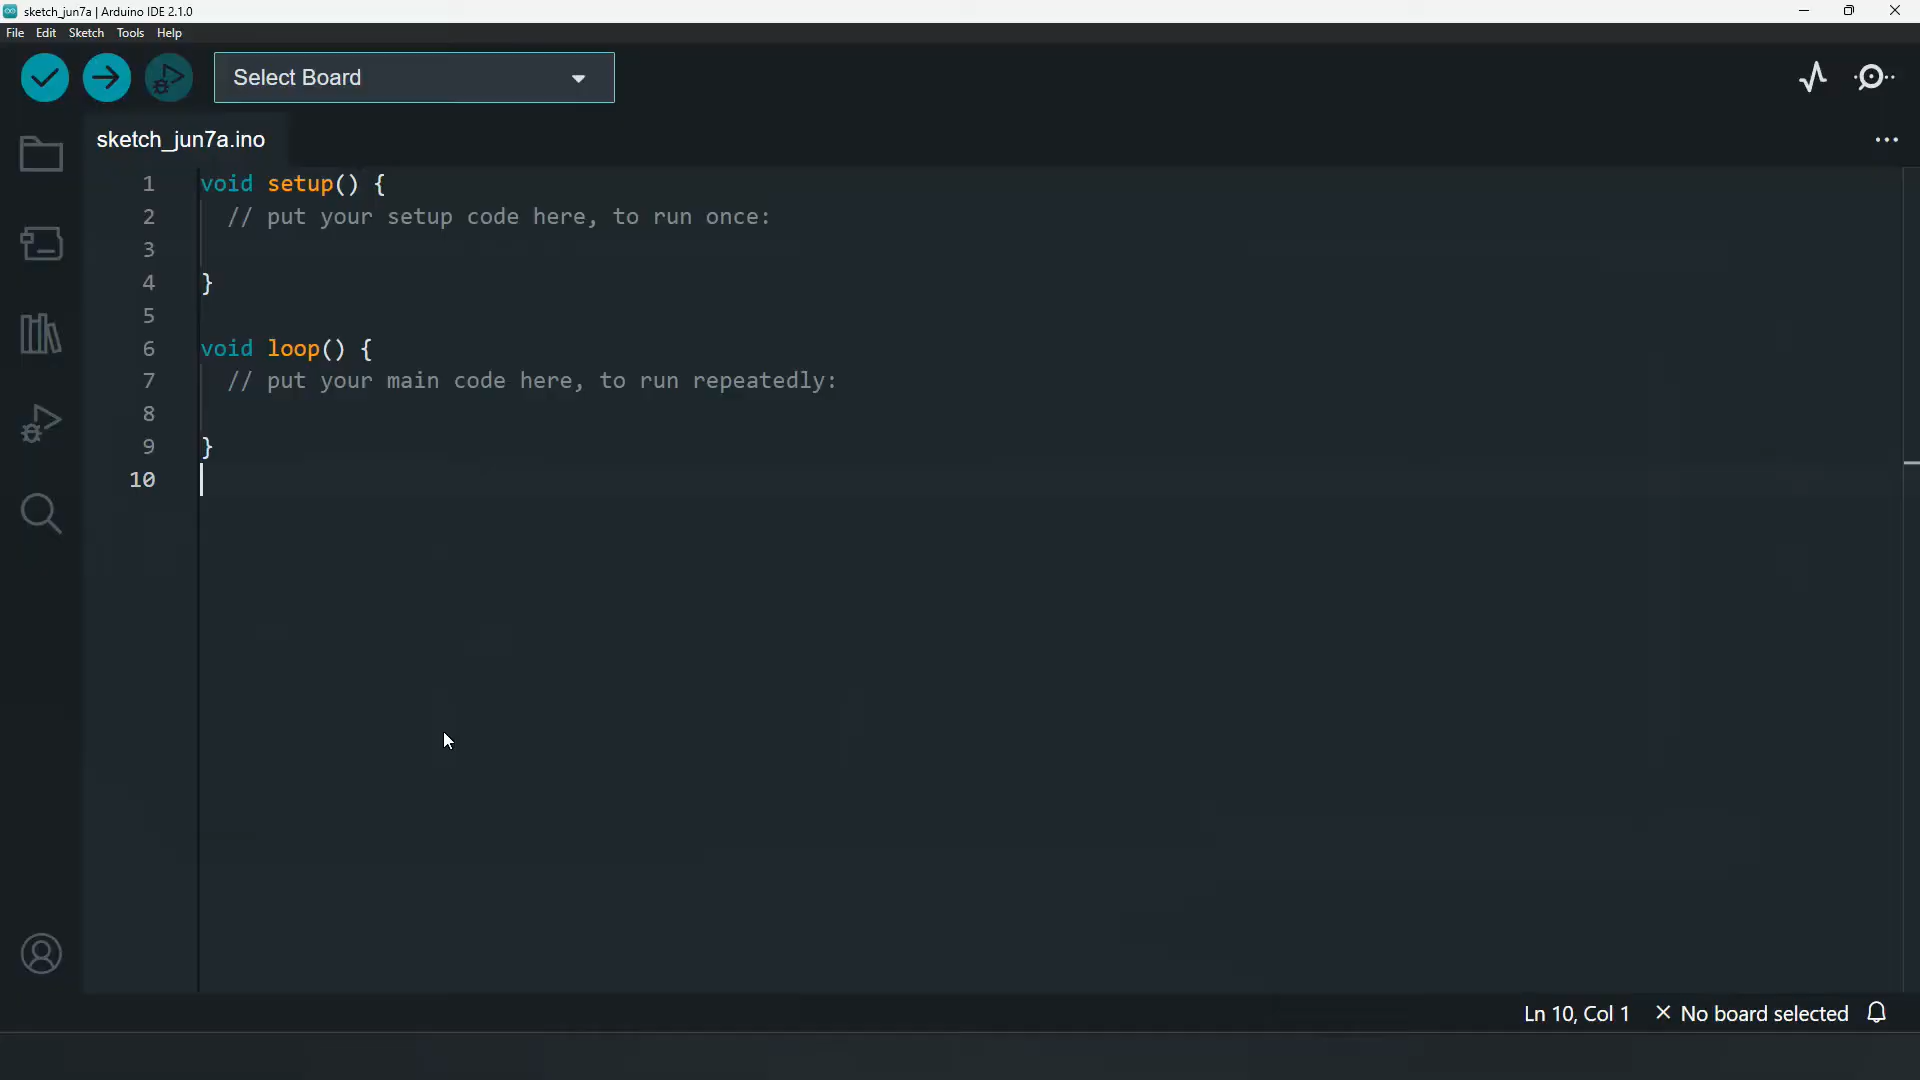 sketch_jun7a | Arduino IDE 2.1.0
File Edit Sketch Tools Help
Select Board
sketch_jun7a.ino
1 void setup() {
2 // put your setup code here, to run once:
3
4 }
5
6 void loop() {
7 // put your main code here, to run repeatedly:
8
9 }
10
Ln 10, Col 1 × No board selected